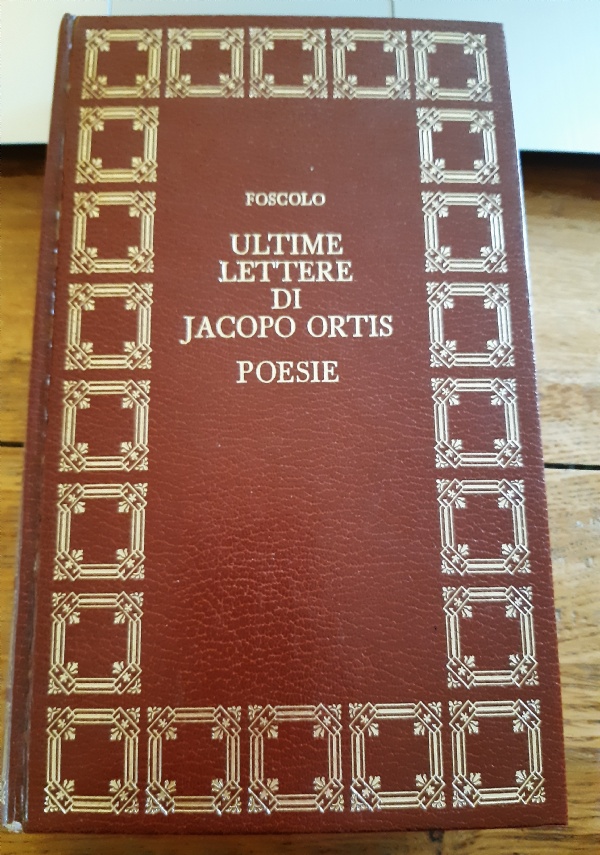 FOSCOLO
ULTIME
LETTERE
DI
JACOPO ORTIS
POESIE